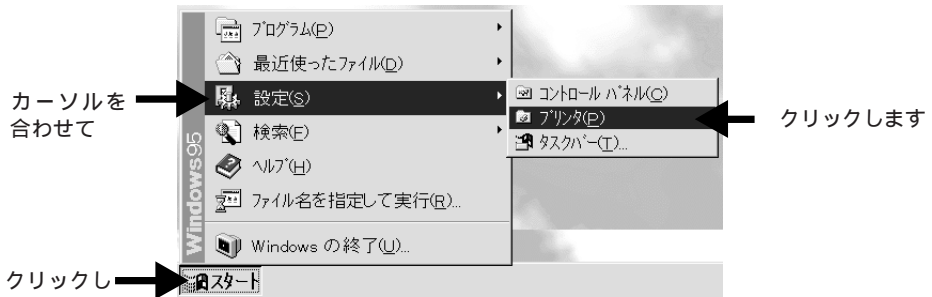 ﾌﾟﾛｸﾞﾗﾑ(P)
最近使ったﾌｧｲﾙ(D)
カーソルを
合わせて
設定(S)
ｺﾝﾄﾛｰﾙ ﾊﾟﾈﾙ(C)
ﾌﾟﾘﾝﾀ(P)
クリックします
検索(F)
ﾀｽｸﾊﾞｰ(T)...
ﾍﾙﾌﾟ(H)
ﾌｧｲﾙ名を指定して実行(R)...
Windows の終了(U)...
Windows95
クリックし
スタート